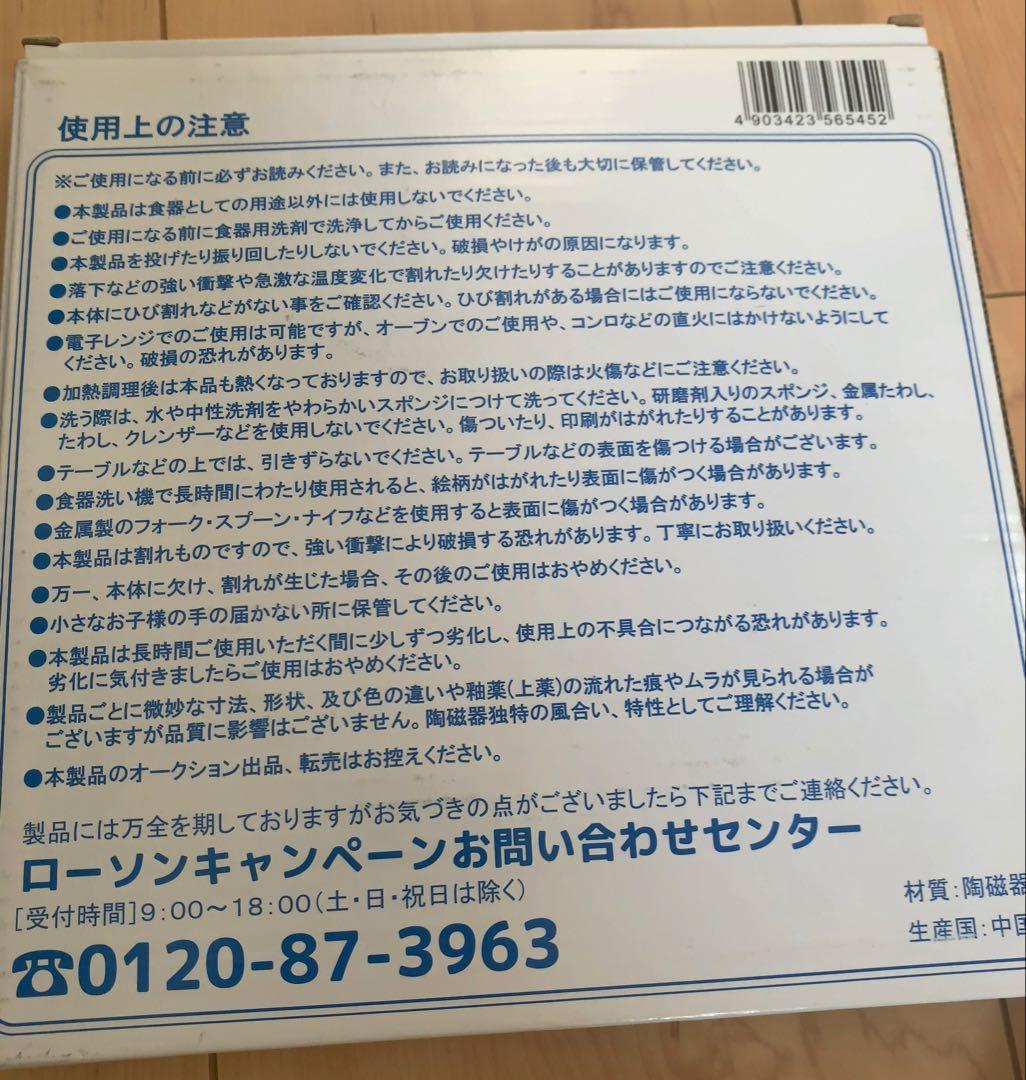 4 903423 565452
使用上の注意
※ご使用になる前に必ずお読みください。また、お読みになった後も大切に保管してください。
●本製品は食器としての用途以外には使用しないでください。
●ご使用になる前に食器用洗剤で洗浄してからご使用ください。
●本製品を投げたり振り回したりしないでください。破損やけがの原因になります。
●落下などの強い衝撃や急激な温度変化で割れたり欠けたりすることがありますのでご注意ください。
●本体にひび割れなどがない事をご確認ください。ひび割れがある場合にはご使用にならないでください。
●電子レンジでのご使用は可能ですが、オーブンでのご使用や、コンロなどの直火にはかけないようにして
ください。破損の恐れがあります。
●加熱調理後は本品も熱くなっておりますので、お取り扱いの際は火傷などにご注意ください。
●洗う際は、水や中性洗剤をやわらかいスポンジにつけて洗ってください。研磨剤入りのスポンジ、金属たわし、
たわし、クレンザーなどを使用しないでください。傷ついたり、印刷がはがれたりすることがあります。
●テーブルなどの上では、引きずらないでください。テーブルなどの表面を傷つける場合がございます。
●食器洗い機で長時間にわたり使用されると、絵柄がはがれたり表面に傷がつく場合があります。
●金属製のフォーク・スプーン・ナイフなどを使用すると表面に傷がつく場合があります。
●本製品は割れものですので、強い衝撃により破損する恐れがあります。丁寧にお取り扱いください。
●万一、本体に欠け、割れが生じた場合、その後のご使用はおやめください。
●小さなお子様の手の届かない所に保管してください。
●本製品は長時間ご使用いただく間に少しずつ劣化し、使用上の不具合につながる恐れがあります。
劣化に気付きましたらご使用はおやめください。
●製品ごとに微妙な寸法、形状、及び色の違いや釉薬(上薬)の流れた痕やムラが見られる場合が
ございますが品質に影響はございません。陶磁器独特の風合い、特性としてご理解ください。
●本製品のオークション出品、転売はお控えください。
製品には万全を期しておりますがお気づきの点がございましたら下記までご連絡ください。
ローソンキャンペーンお問い合わせセンター
[受付時間]9:00〜18:00(土・日・祝日は除く)
☎0120-87-3963
材質:陶磁器
生産国:中国